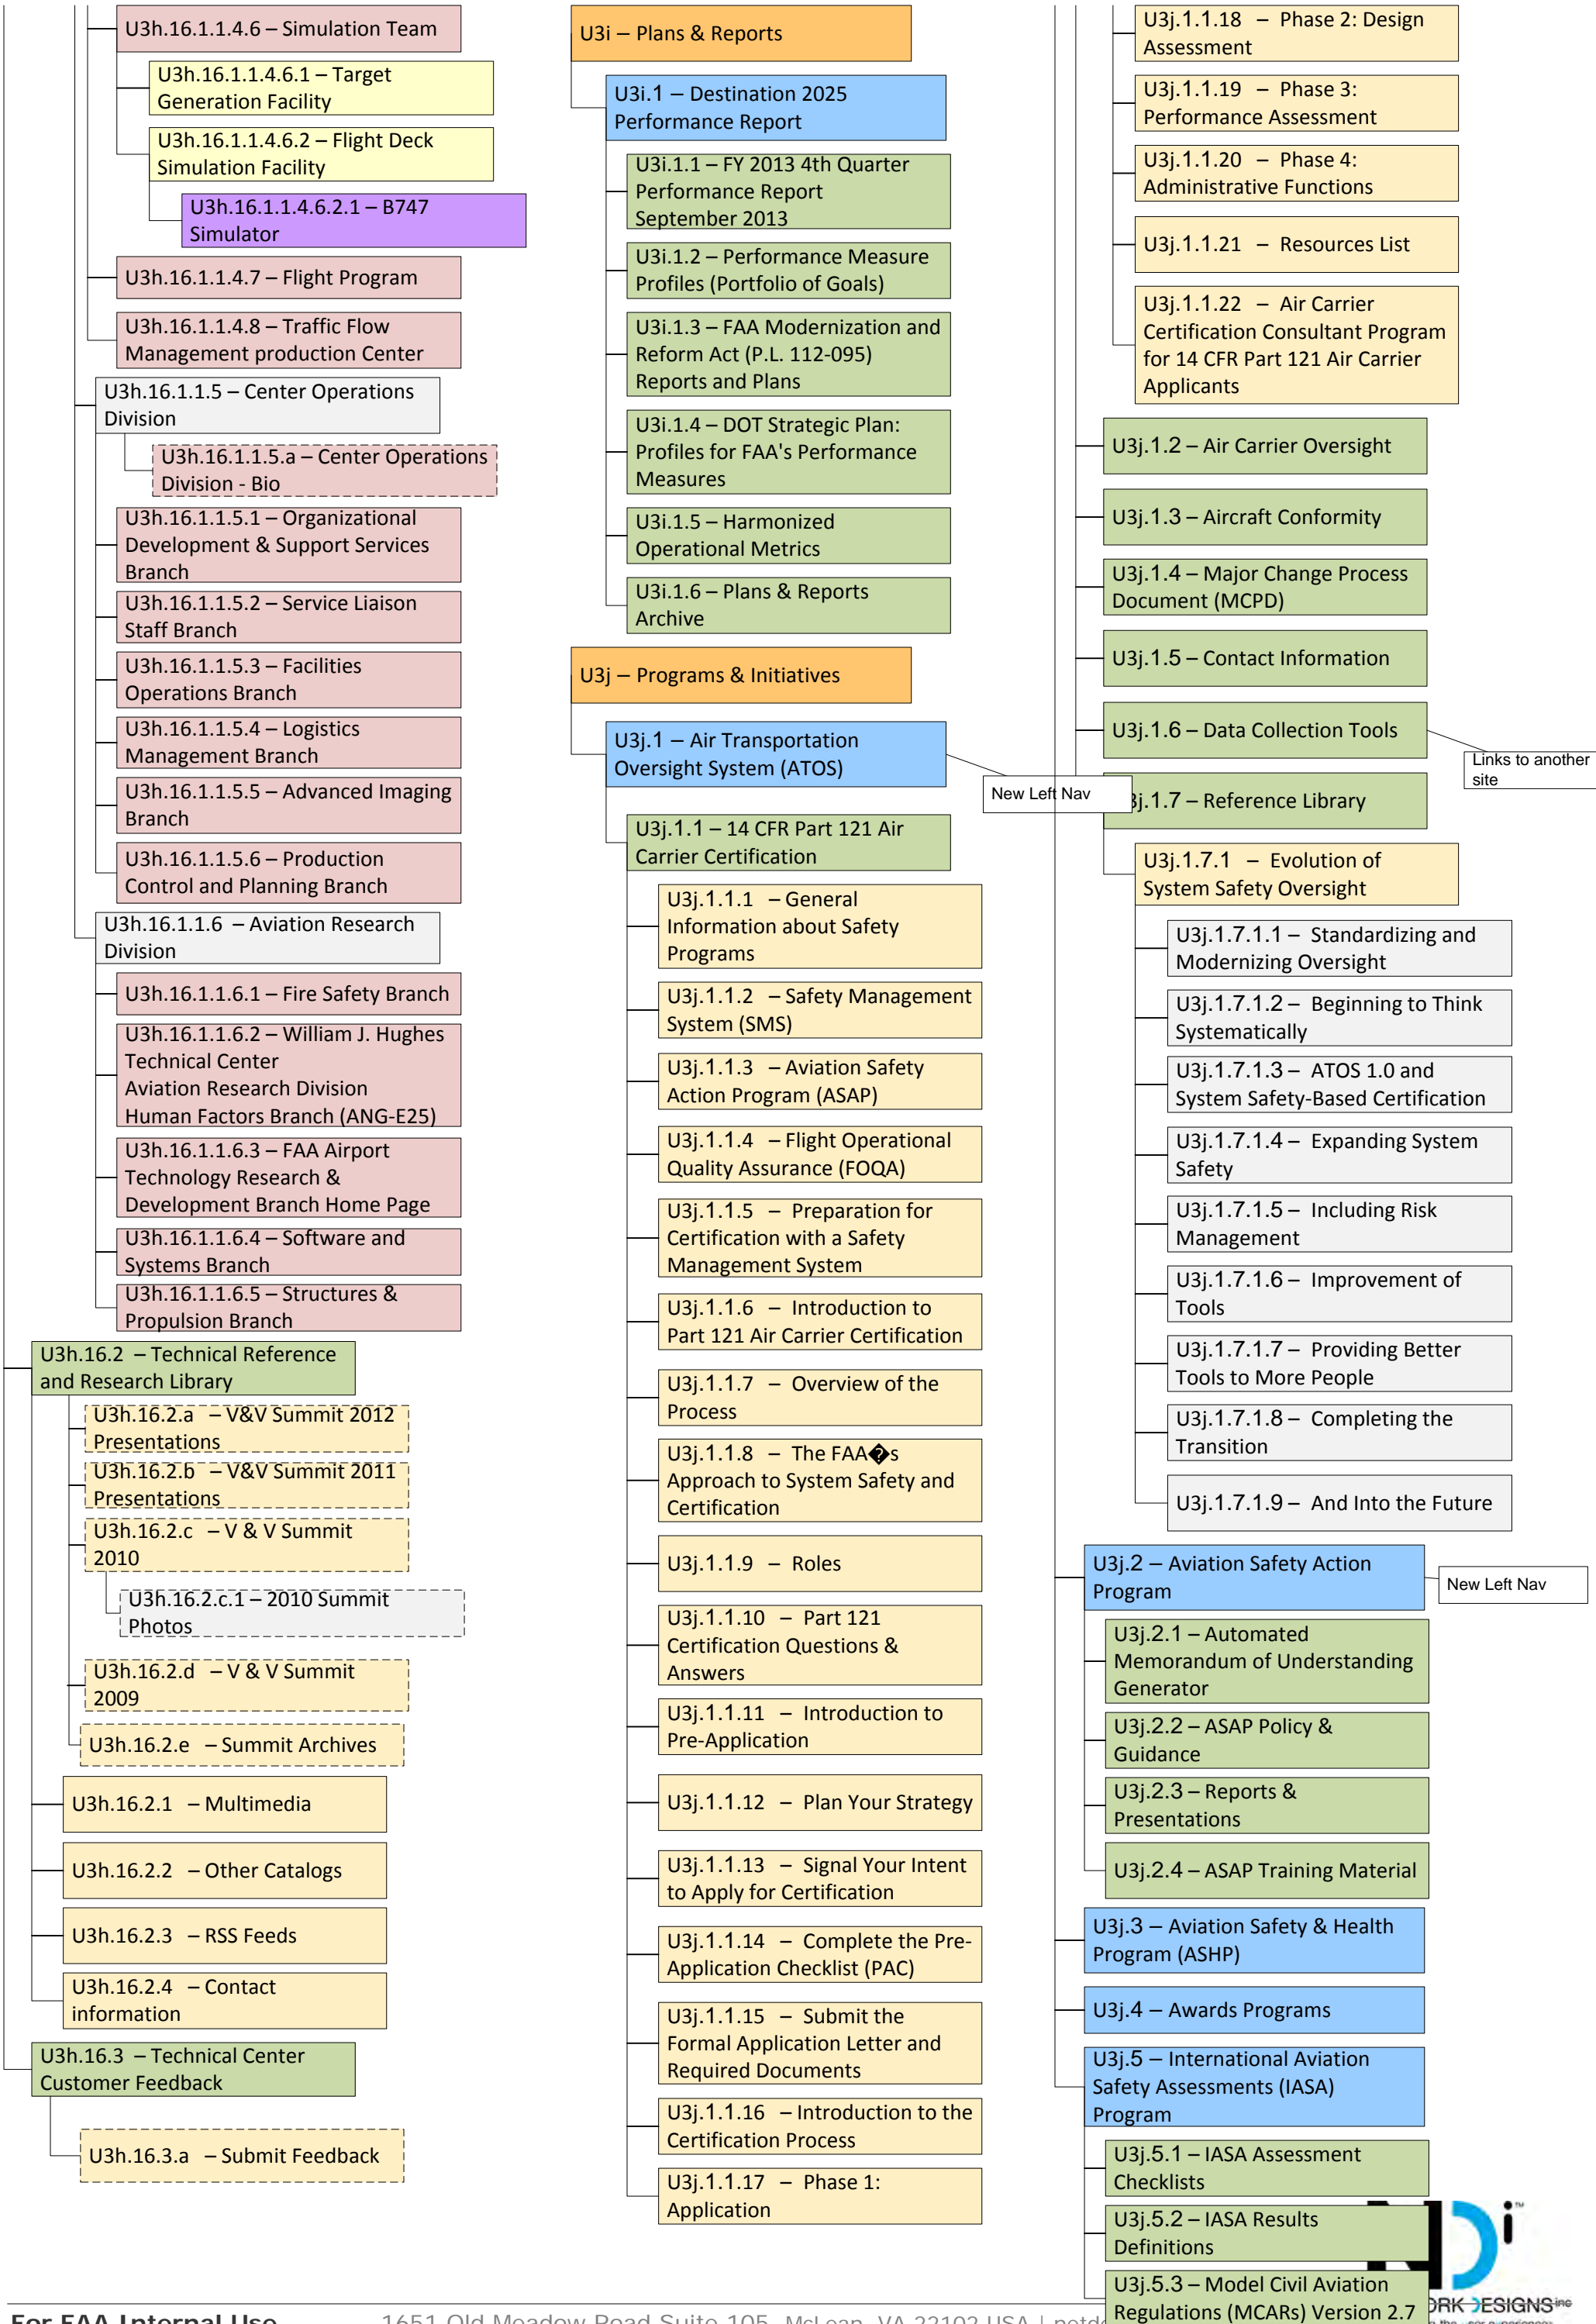 U3h.16.1.1.4.6 – Simulation Team
U3h.16.1.1.4.6.1 – Target
Generation Facility
U3h.16.1.1.4.6.2 – Flight Deck
Simulation Facility
U3h.16.1.1.4.6.2.1 – B747
Simulator
U3h.16.1.1.4.7 – Flight Program
U3h.16.1.1.4.8 – Traffic Flow
Management production Center
U3h.16.1.1.5 – Center Operations
Division
U3h.16.1.1.5.a – Center Operations
Division - Bio
U3h.16.1.1.5.1 – Organizational
Development & Support Services
Branch
U3h.16.1.1.5.2 – Service Liaison
Staff Branch
U3h.16.1.1.5.3 – Facilities
Operations Branch
U3h.16.1.1.5.4 – Logistics
Management Branch
U3h.16.1.1.5.5 – Advanced Imaging
Branch
U3h.16.1.1.5.6 – Production
Control and Planning Branch
U3h.16.1.1.6 – Aviation Research
Division
U3h.16.1.1.6.1 – Fire Safety Branch
U3h.16.1.1.6.2 – William J. Hughes
Technical Center
Aviation Research Division
Human Factors Branch (ANG-E25)
U3h.16.1.1.6.3 – FAA Airport
Technology Research &
Development Branch Home Page
U3h.16.1.1.6.4 – Software and
Systems Branch
U3h.16.1.1.6.5 – Structures &
Propulsion Branch
U3h.16.2 – Technical Reference
and Research Library
U3h.16.2.a – V&V Summit 2012
Presentations
U3h.16.2.b – V&V Summit 2011
Presentations
U3h.16.2.c – V & V Summit
2010
U3h.16.2.c.1 – 2010 Summit
Photos
U3h.16.2.d – V & V Summit
2009
U3h.16.2.e – Summit Archives
U3h.16.2.1 – Multimedia
U3h.16.2.2 – Other Catalogs
U3h.16.2.3 – RSS Feeds
U3h.16.2.4 – Contact
information
U3h.16.3 – Technical Center
Customer Feedback
U3h.16.3.a – Submit Feedback
U3i – Plans & Reports
U3i.1 – Destination 2025
Performance Report
U3i.1.1 – FY 2013 4th Quarter
Performance Report
September 2013
U3i.1.2 – Performance Measure
Profiles (Portfolio of Goals)
U3i.1.3 – FAA Modernization and
Reform Act (P.L. 112-095)
Reports and Plans
U3i.1.4 – DOT Strategic Plan:
Profiles for FAA's Performance
Measures
U3i.1.5 – Harmonized
Operational Metrics
U3i.1.6 – Plans & Reports
Archive
U3j – Programs & Initiatives
U3j.1 – Air Transportation
Oversight System (ATOS)
New Left Nav
U3j.1.1 – 14 CFR Part 121 Air
Carrier Certification
U3j.1.1.1 – General
Information about Safety
Programs
U3j.1.1.2 – Safety Management
System (SMS)
U3j.1.1.3 – Aviation Safety
Action Program (ASAP)
U3j.1.1.4 – Flight Operational
Quality Assurance (FOQA)
U3j.1.1.5 – Preparation for
Certification with a Safety
Management System
U3j.1.1.6 – Introduction to
Part 121 Air Carrier Certification
U3j.1.1.7 – Overview of the
Process
U3j.1.1.8 – The FAA�s
Approach to System Safety and
Certification
U3j.1.1.9 – Roles
U3j.1.1.10 – Part 121
Certification Questions &
Answers
U3j.1.1.11 – Introduction to
Pre-Application
U3j.1.1.12 – Plan Your Strategy
U3j.1.1.13 – Signal Your Intent
to Apply for Certification
U3j.1.1.14 – Complete the Pre-
Application Checklist (PAC)
U3j.1.1.15 – Submit the
Formal Application Letter and
Required Documents
U3j.1.1.16 – Introduction to the
Certification Process
U3j.1.1.17 – Phase 1:
Application
U3j.1.1.18 – Phase 2: Design
Assessment
U3j.1.1.19 – Phase 3:
Performance Assessment
U3j.1.1.20 – Phase 4:
Administrative Functions
U3j.1.1.21 – Resources List
U3j.1.1.22 – Air Carrier
Certification Consultant Program
for 14 CFR Part 121 Air Carrier
Applicants
U3j.1.2 – Air Carrier Oversight
U3j.1.3 – Aircraft Conformity
U3j.1.4 – Major Change Process
Document (MCPD)
U3j.1.5 – Contact Information
U3j.1.6 – Data Collection Tools
Links to another
site
3j.1.7 – Reference Library
U3j.1.7.1 – Evolution of
System Safety Oversight
U3j.1.7.1.1 – Standardizing and
Modernizing Oversight
U3j.1.7.1.2 – Beginning to Think
Systematically
U3j.1.7.1.3 – ATOS 1.0 and
System Safety-Based Certification
U3j.1.7.1.4 – Expanding System
Safety
U3j.1.7.1.5 – Including Risk
Management
U3j.1.7.1.6 – Improvement of
Tools
U3j.1.7.1.7 – Providing Better
Tools to More People
U3j.1.7.1.8 – Completing the
Transition
U3j.1.7.1.9 – And Into the Future
U3j.2 – Aviation Safety Action
Program
New Left Nav
U3j.2.1 – Automated
Memorandum of Understanding
Generator
U3j.2.2 – ASAP Policy &
Guidance
U3j.2.3 – Reports &
Presentations
U3j.2.4 – ASAP Training Material
U3j.3 – Aviation Safety & Health
Program (ASHP)
U3j.4 – Awards Programs
U3j.5 – International Aviation
Safety Assessments (IASA)
Program
U3j.5.1 – IASA Assessment
Checklists
U3j.5.2 – IASA Results
Definitions
U3j.5.3 – Model Civil Aviation
Regulations (MCARs) Version 2.7
NDi™
ORK DESIGNS inc
For FAA Internal Use
1651 Old Meadow Road Suite 105, McLean, VA 22102 USA |